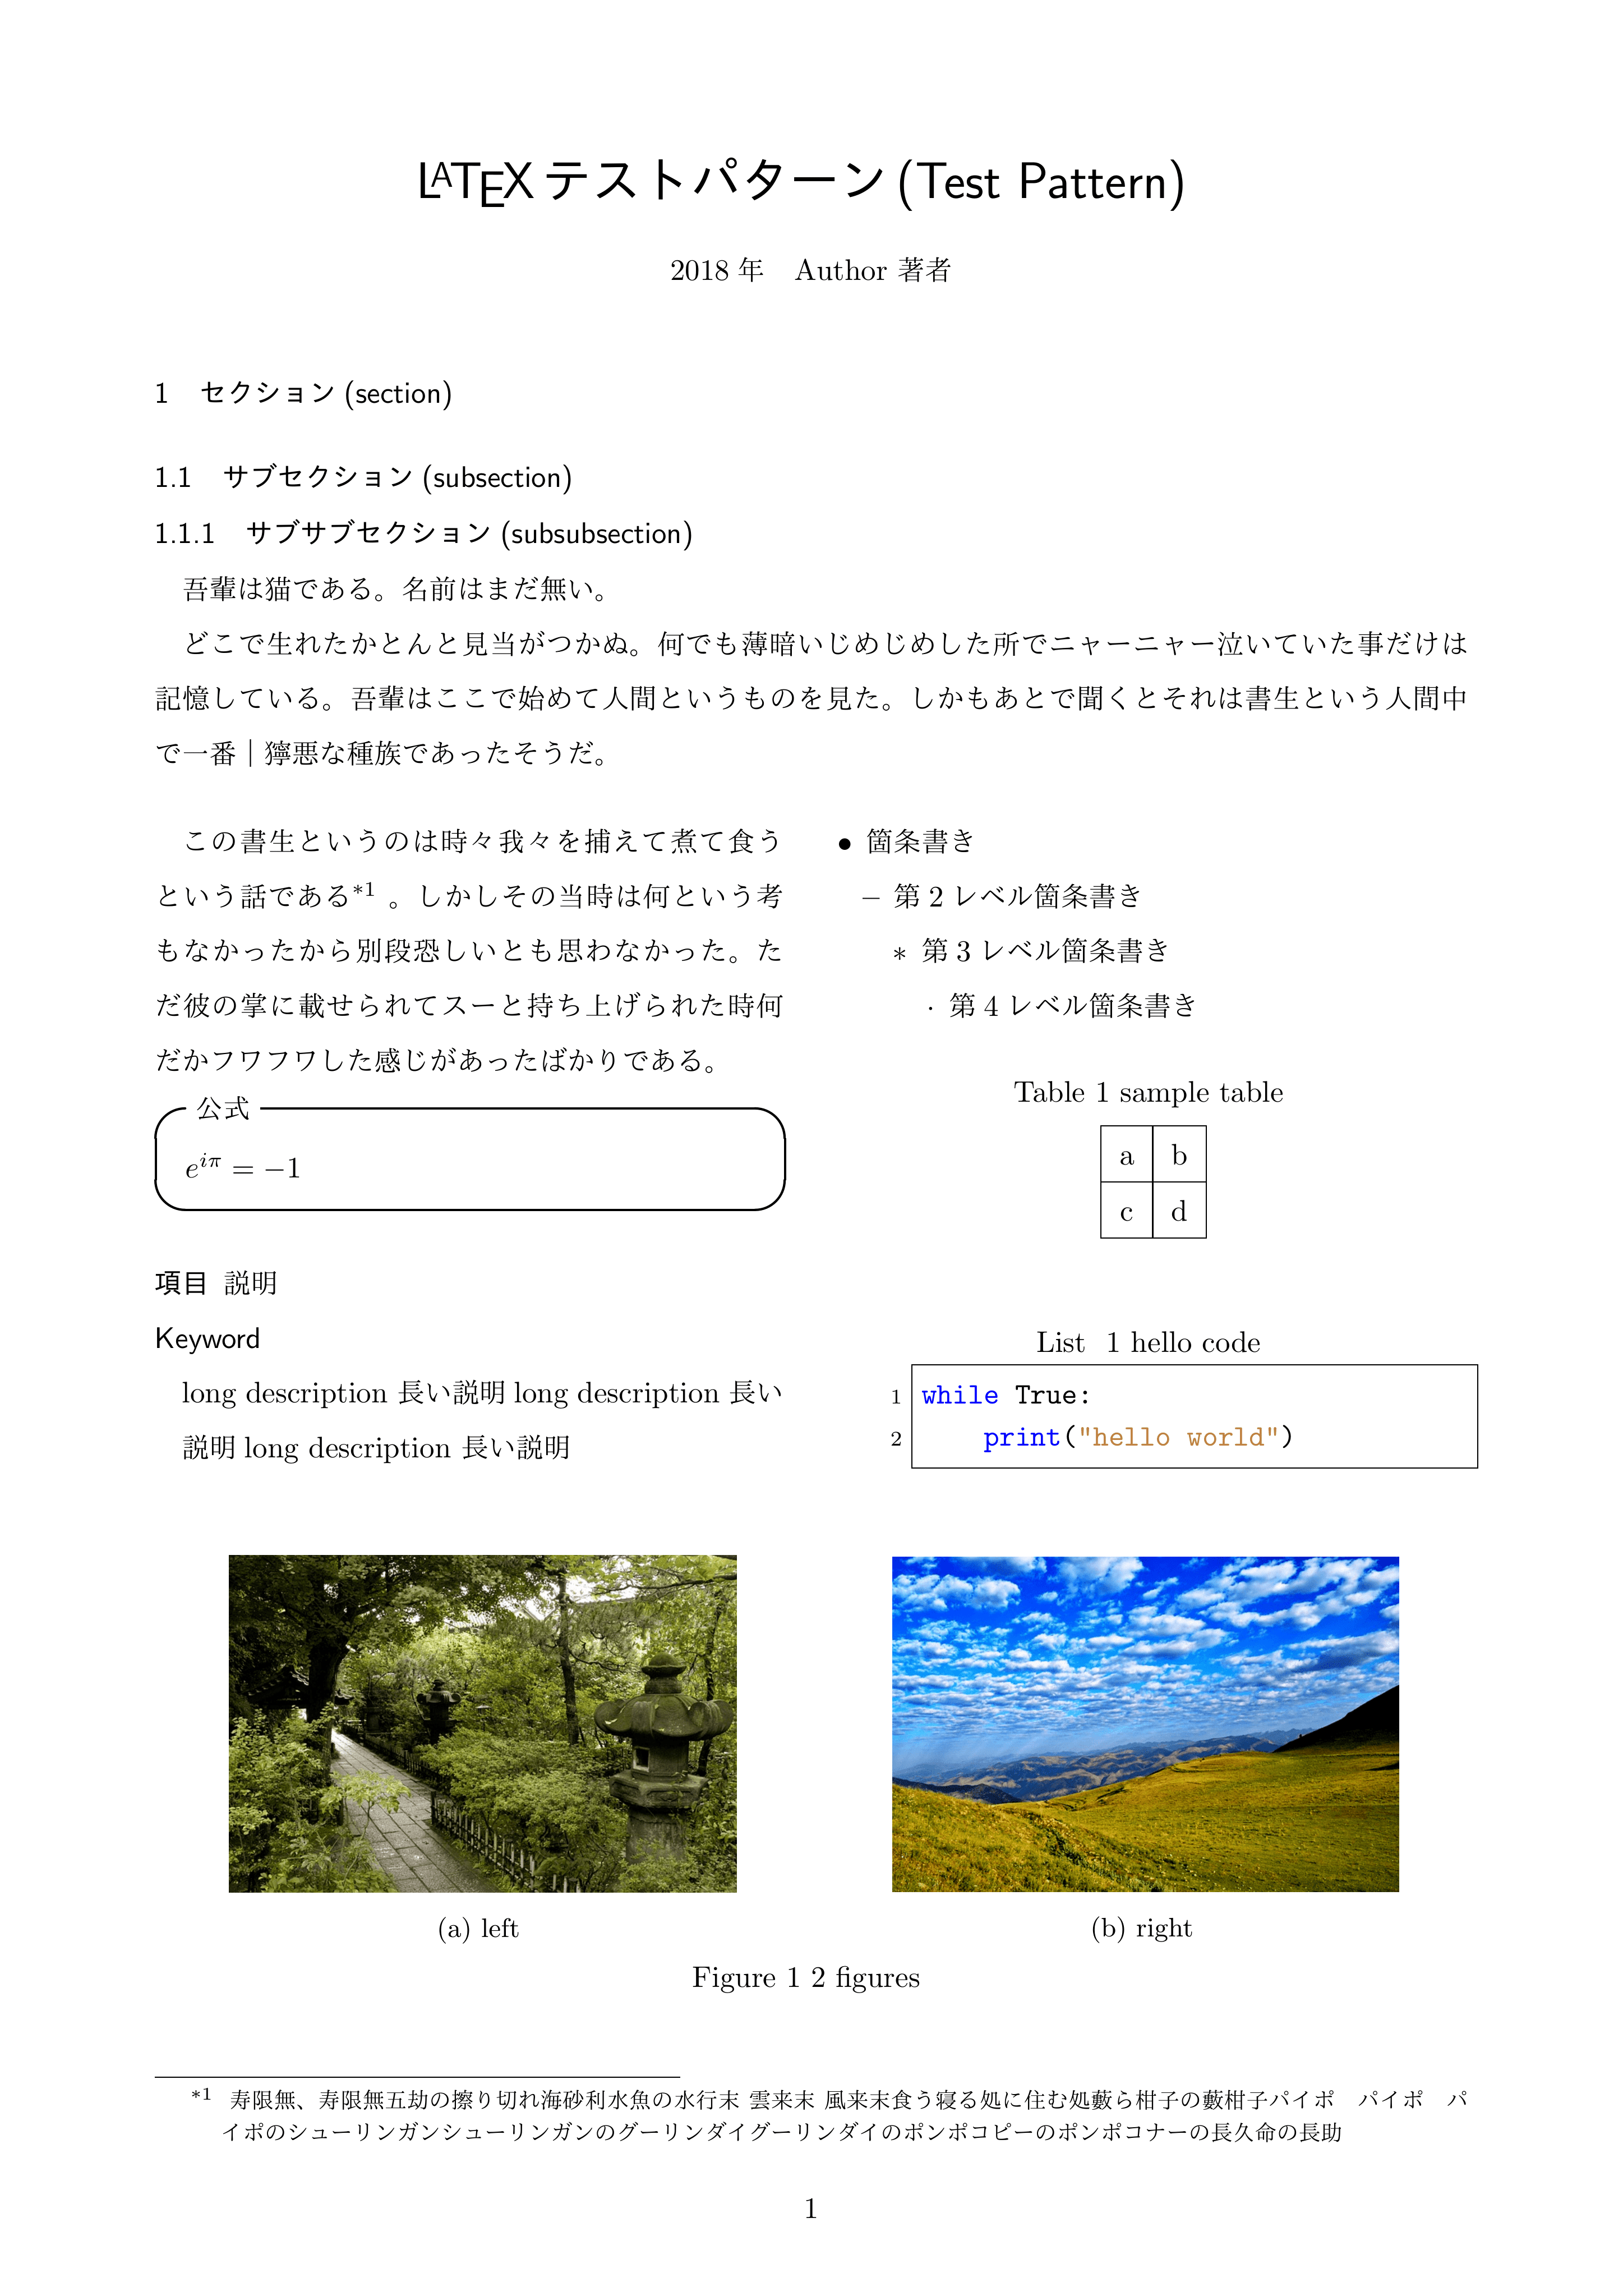 LATEX テストパターン (Test Pattern)
2018 年　Author 著者
1　セクション (section)
1.1　サブセクション (subsection)
1.1.1　サブサブセクション (subsubsection)
吾輩は猫である。名前はまだ無い。
どこで生れたかとんと見当がつかぬ。何でも薄暗いじめじめした所でニャーニャー泣いていた事だけは
記憶している。吾輩はここで始めて人間というものを見た。しかもあとで聞くとそれは書生という人間中
で一番｜獰悪な種族であったそうだ。
この書生というのは時々我々を捕えて煮て食う
という話である*1 。しかしその当時は何という考
もなかったから別段恐しいとも思わなかった。た
だ彼の掌に載せられてスーと持ち上げられた時何
だかフワフワした感じがあったばかりである。
公式
e^{iπ} = −1
項目 説明
Keyword
long description 長い説明 long description 長い
説明 long description 長い説明
• 箇条書き
– 第 2 レベル箇条書き
∗ 第 3 レベル箇条書き
· 第 4 レベル箇条書き
Table 1 sample table
a b
c d
List 1 hello code
1 while True:
2     print("hello world")
(a) left
(b) right
Figure 1 2 figures
*1 寿限無、寿限無五劫の擦り切れ海砂利水魚の水行末 雲来末 風来末食う寝る処に住む処藪ら柑子の藪柑子パイポ　パイポ　パ
イポのシューリンガンシューリンガンのグーリンダイグーリンダイのポンポコピーのポンポコナーの長久命の長助
1